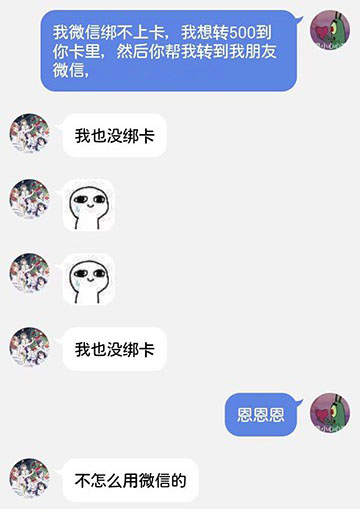 我微信绑不上卡，我想转500到
你卡里，然后你帮我转到我朋友
微信，
我也没绑卡
我也没绑卡
恩恩恩
不怎么用微信的